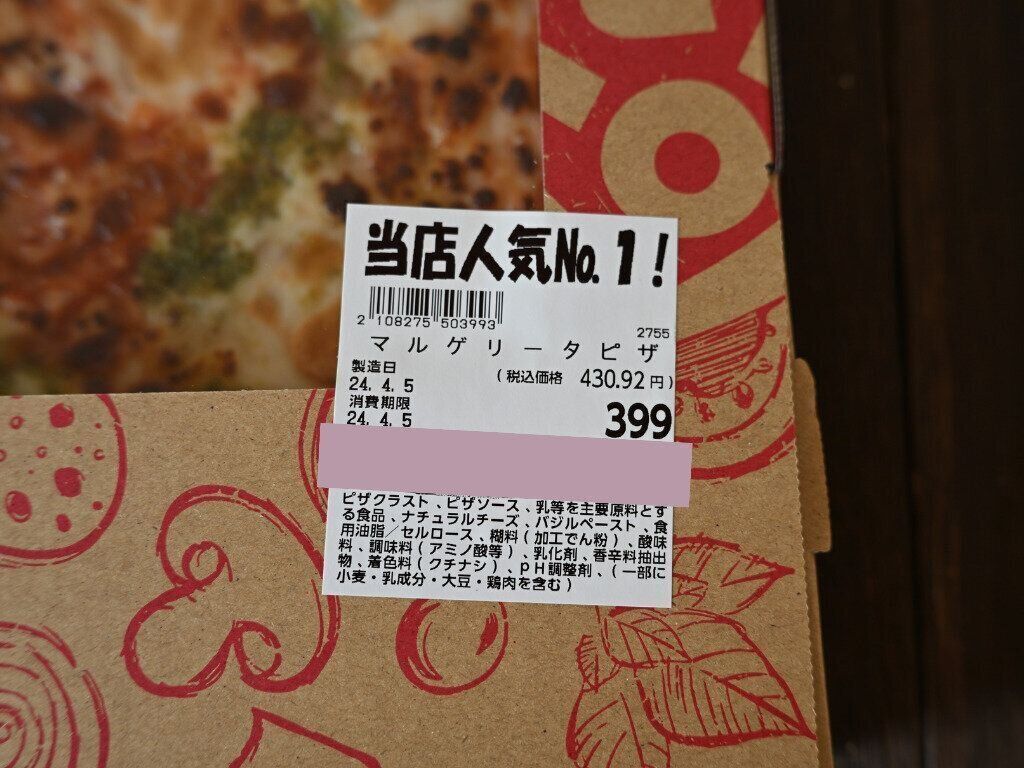 当店人気No.1!
2 108275 503993
2755
マルゲリータピザ
製造日
24. 4. 5
(税込価格 430.92円)
消費期限
24. 4. 5
399
ピザクラスト、ピザソース、乳等を主要原料とす
る食品、ナチュラルチーズ、バジルペースト、食
用油脂/セルロース、糊料(加工でん粉)、酸味
料、調味料(アミノ酸等)、乳化剤、香辛料抽出
物、着色料(クチナシ)、pH調整剤、(一部に
小麦・乳成分・大豆・鶏肉を含む)